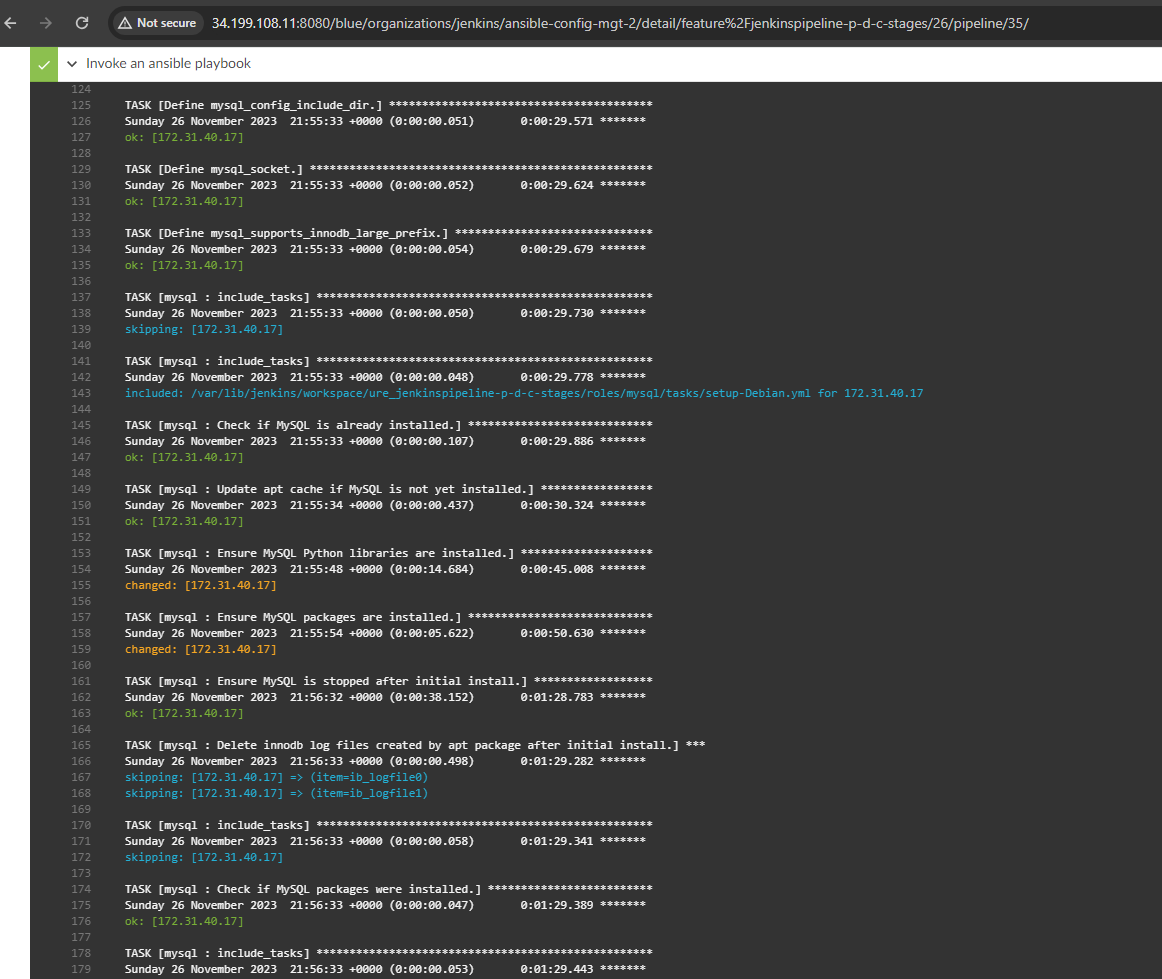 Not secure 34.199.108.11:8080/blue/organizations/jenkins/ansible-config-mgt-2/detail/feature%2Fjenkinspipeline-p-d-c-stages/26/pipeline/35/
Invoke an ansible playbook
124
125 TASK [Define mysql_config_include_dir.] ****************************************
126 Sunday 26 November 2023  21:55:33 +0000 (0:00:00.051)       0:00:29.571 *******
127 ok: [172.31.40.17]
128
129 TASK [Define mysql_socket.] ****************************************************
130 Sunday 26 November 2023  21:55:33 +0000 (0:00:00.052)       0:00:29.624 *******
131 ok: [172.31.40.17]
132
133 TASK [Define mysql_supports_innodb_large_prefix.] ******************************
134 Sunday 26 November 2023  21:55:33 +0000 (0:00:00.054)       0:00:29.679 *******
135 ok: [172.31.40.17]
136
137 TASK [mysql : include_tasks] ***************************************************
138 Sunday 26 November 2023  21:55:33 +0000 (0:00:00.050)       0:00:29.730 *******
139 skipping: [172.31.40.17]
140
141 TASK [mysql : include_tasks] ***************************************************
142 Sunday 26 November 2023  21:55:33 +0000 (0:00:00.048)       0:00:29.778 *******
143 included: /var/lib/jenkins/workspace/ure_jenkinspipeline-p-d-c-stages/roles/mysql/tasks/setup-Debian.yml for 172.31.40.17
144
145 TASK [mysql : Check if MySQL is already installed.] ****************************
146 Sunday 26 November 2023  21:55:33 +0000 (0:00:00.107)       0:00:29.886 *******
147 ok: [172.31.40.17]
148
149 TASK [mysql : Update apt cache if MySQL is not yet installed.] *****************
150 Sunday 26 November 2023  21:55:34 +0000 (0:00:00.437)       0:00:30.324 *******
151 ok: [172.31.40.17]
152
153 TASK [mysql : Ensure MySQL Python libraries are installed.] ********************
154 Sunday 26 November 2023  21:55:48 +0000 (0:00:14.684)       0:00:45.008 *******
155 changed: [172.31.40.17]
156
157 TASK [mysql : Ensure MySQL packages are installed.] ****************************
158 Sunday 26 November 2023  21:55:54 +0000 (0:00:05.622)       0:00:50.630 *******
159 changed: [172.31.40.17]
160
161 TASK [mysql : Ensure MySQL is stopped after initial install.] ******************
162 Sunday 26 November 2023  21:56:32 +0000 (0:00:38.152)       0:01:28.783 *******
163 ok: [172.31.40.17]
164
165 TASK [mysql : Delete innodb log files created by apt package after initial install.] ***
166 Sunday 26 November 2023  21:56:33 +0000 (0:00:00.498)       0:01:29.282 *******
167 skipping: [172.31.40.17] => (item=ib_logfile0)
168 skipping: [172.31.40.17] => (item=ib_logfile1)
169
170 TASK [mysql : include_tasks] ***************************************************
171 Sunday 26 November 2023  21:56:33 +0000 (0:00:00.058)       0:01:29.341 *******
172 skipping: [172.31.40.17]
173
174 TASK [mysql : Check if MySQL packages were installed.] *************************
175 Sunday 26 November 2023  21:56:33 +0000 (0:00:00.047)       0:01:29.389 *******
176 ok: [172.31.40.17]
177
178 TASK [mysql : include_tasks] ***************************************************
179 Sunday 26 November 2023  21:56:33 +0000 (0:00:00.053)       0:01:29.443 *******